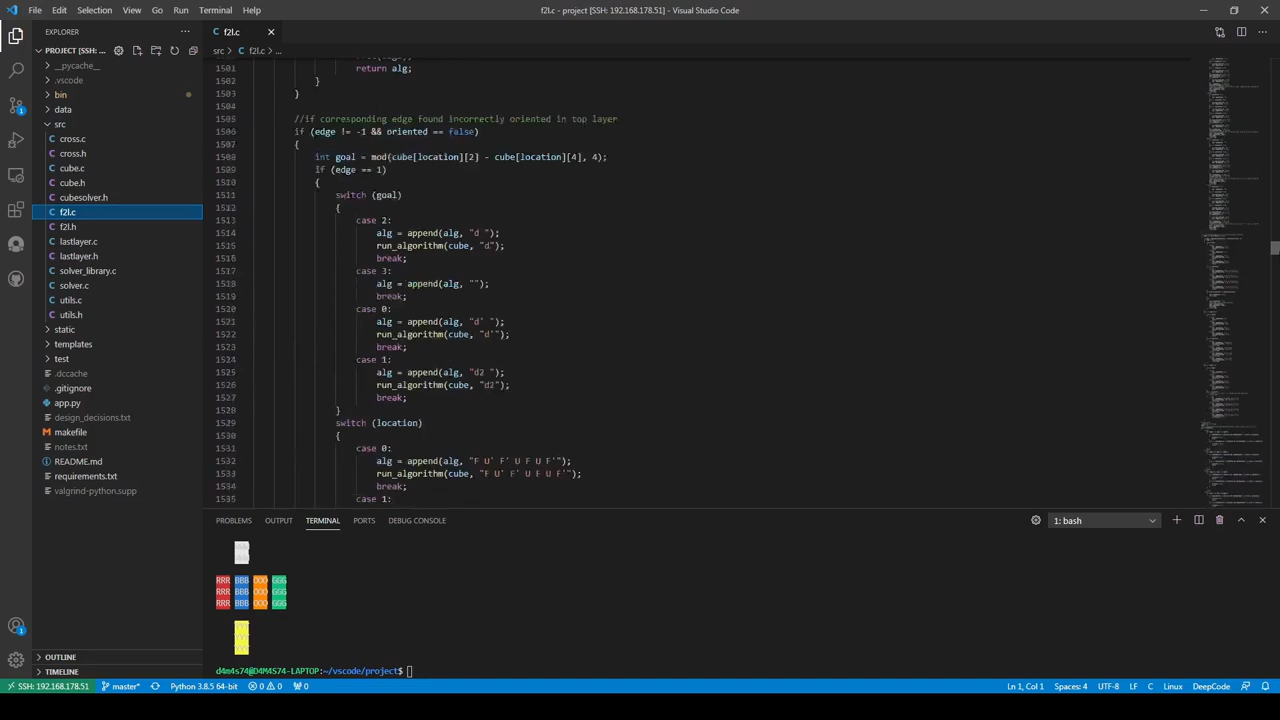 File Edit Selection View Go Run Terminal Help
f2l.c - project [SSH: 192.168.178.51] - Visual Studio Code
EXPLORER
PROJECT [SSH: ...
__pycache__
.vscode
bin
data
src
cross.c
cross.h
cube.c
cube.h
cubesolver.h
f2l.c
f2l.h
lastlayer.c
lastlayer.h
solver_library.c
solver.c
utils.c
utils.h
static
templates
test
.dccache
.gitignore
app.py
design_decisions.txt
makefile
notes.txt
README.md
requirements.txt
valgrind-python.supp
OUTLINE
TIMELINE
f2l.c
src > f2l.c > ...
1501 return alg;
1502 }
1503 }
1504
1505 //if corresponding edge found incorrectly oriented in top layer
1506 if (edge != -1 && oriented == false)
1507 {
1508 int goal = mod(cube[location][2] - cube[location][4], 4);
1509 if (edge == 1)
1510 {
1511 switch (goal)
1512 {
1513 case 2:
1514 alg = append(alg, "d ");
1515 run_algorithm(cube, "d");
1516 break;
1517 case 3:
1518 alg = append(alg, "");
1519 break;
1520 case 0:
1521 alg = append(alg, "d' ");
1522 run_algorithm(cube, "d'");
1523 break;
1524 case 1:
1525 alg = append(alg, "d2 ");
1526 run_algorithm(cube, "d2");
1527 break;
1528 }
1529 switch (location)
1530 {
1531 case 0:
1532 alg = append(alg, "F U' F' U F U F'");
1533 run_algorithm(cube, "F U' F' U F U F'");
1534 break;
1535 case 1:
PROBLEMS OUTPUT TERMINAL PORTS DEBUG CONSOLE
1: bash
RRR BBB OOO GGG
RRR BBB OOO GGG
RRR BBB OOO GGG
d4m4s74@D4M4S74-LAPTOP:~/vscode/project$
SSH: 192.168.178.51 master* Python 3.8.5 64-bit 0 0 0
Ln 1, Col 1 Spaces: 4 UTF-8 LF C Linux DeepCode